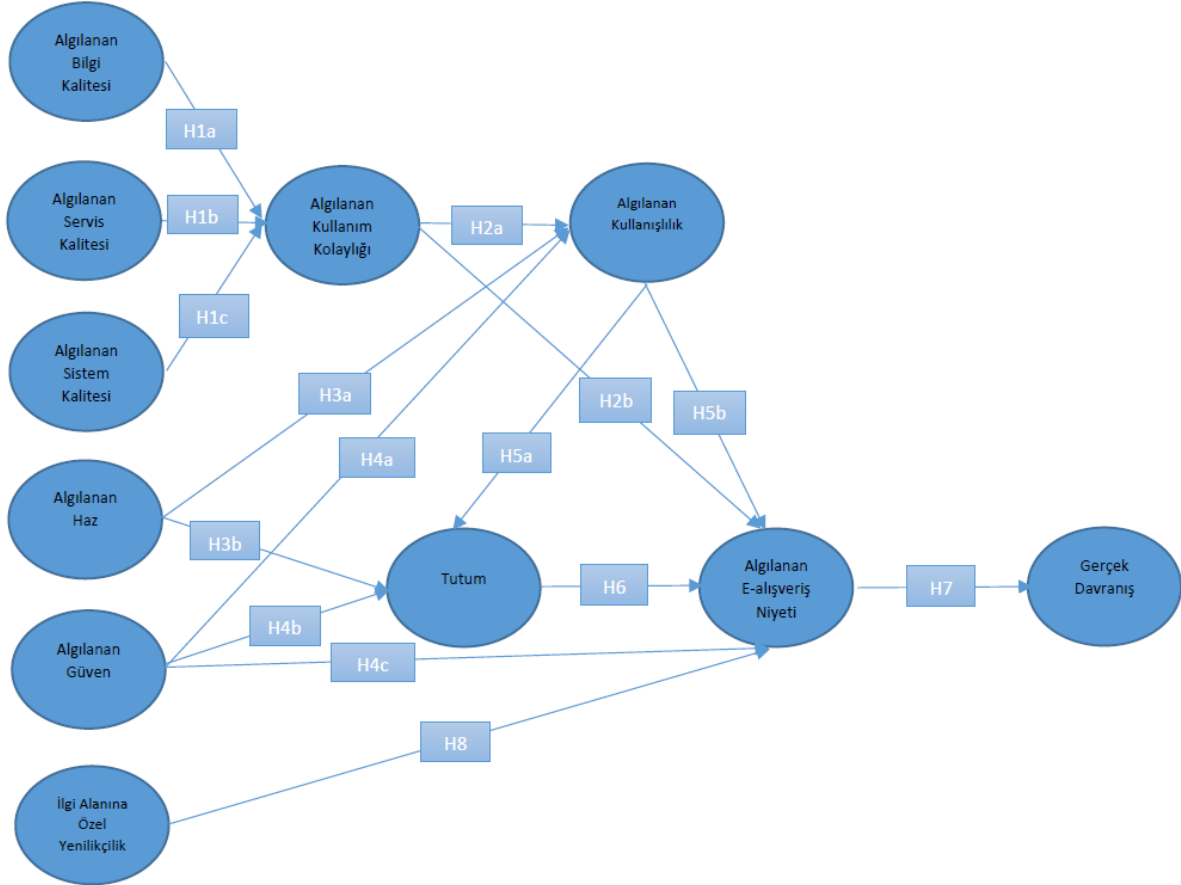 Algılanan
Bilgi
Kalitesi
H1a
Algılanan
Servis
Kalitesi
H1b
Algılanan
Kullanım
Kolaylığı
H2a
Algılanan
Kullanışlılık
H1c
Algılanan
Sistem
Kalitesi
H3a
H2b
H5b
H4a
H5a
Algılanan
Haz
H3b
Tutum
H6
Algılanan
E-alışveriş
Niyeti
H7
Gerçek
Davranış
H4b
Algılanan
Güven
H4c
H8
İlgi Alanına
Özel
Yenilikçilik